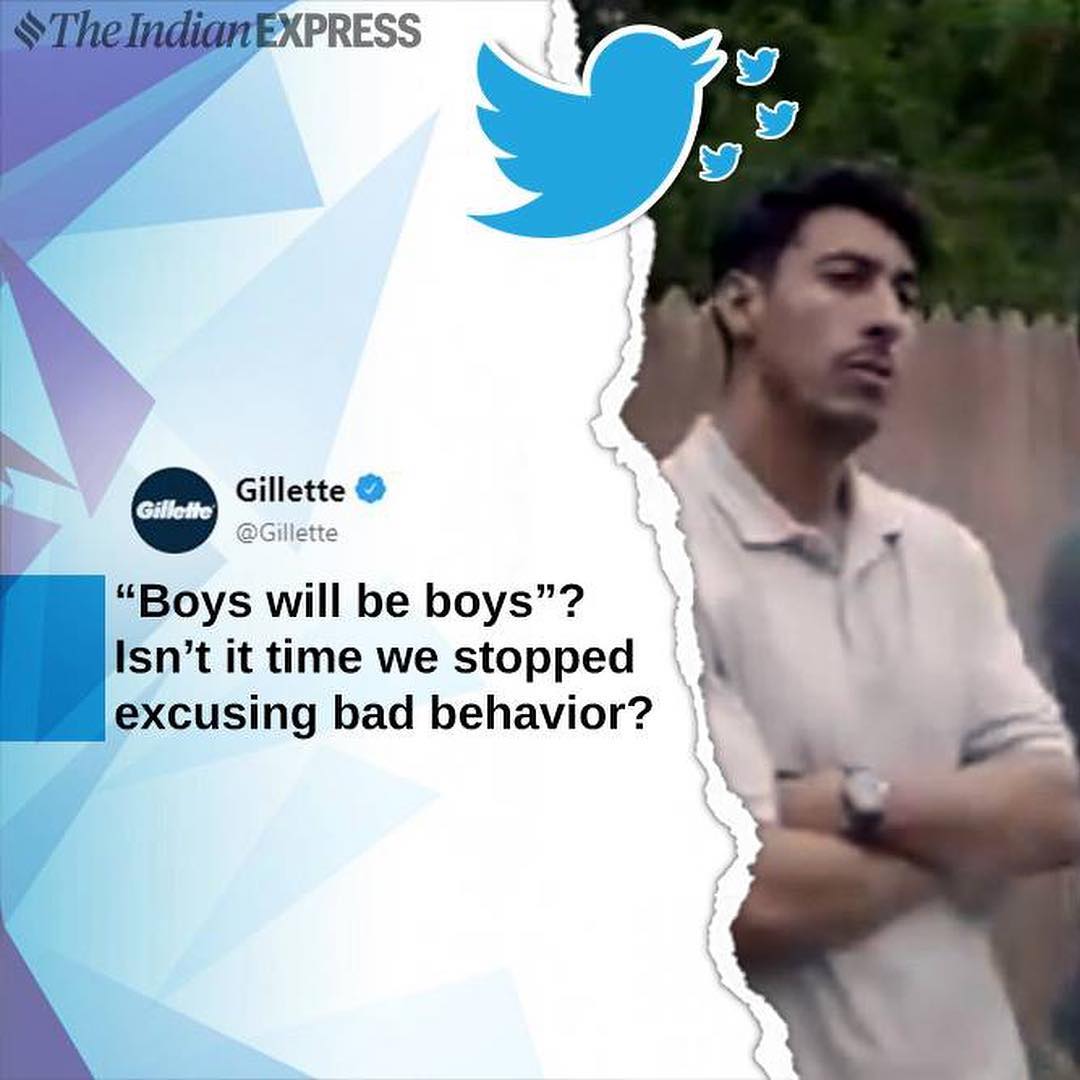 The Indian EXPRESS
Gillette
Gillette
@Gillette
“Boys will be boys”?
Isn’t it time we stopped
excusing bad behavior?